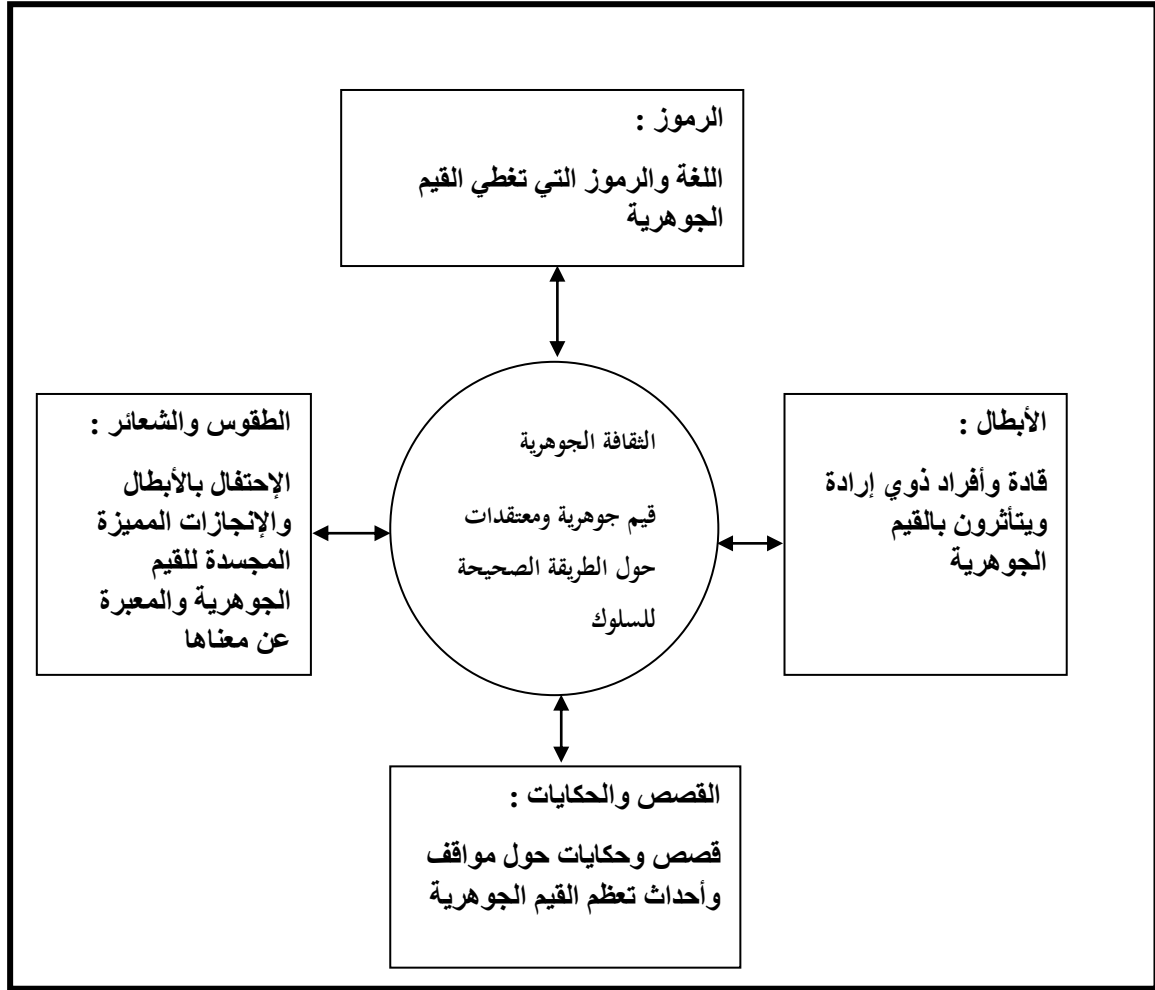 الرموز :
اللغة والرموز التي تغطي القيم
الجوهرية
الأبطال :
قادة وأفراد ذوي إرادة
ويتأثرون بالقيم
الجوهرية
الثقافة الجوهرية
قيم جوهرية ومعتقدات
حول الطريقة الصحيحة
للسلوك
الطقوس والشعائر :
الإحتفال بالأبطال
والإنجازات المميزة
المجسدة للقيم
الجوهرية والمعبرة
عن معناها
القصص والحكايات :
قصص وحكايات حول مواقف
وأحداث تعظم القيم الجوهرية